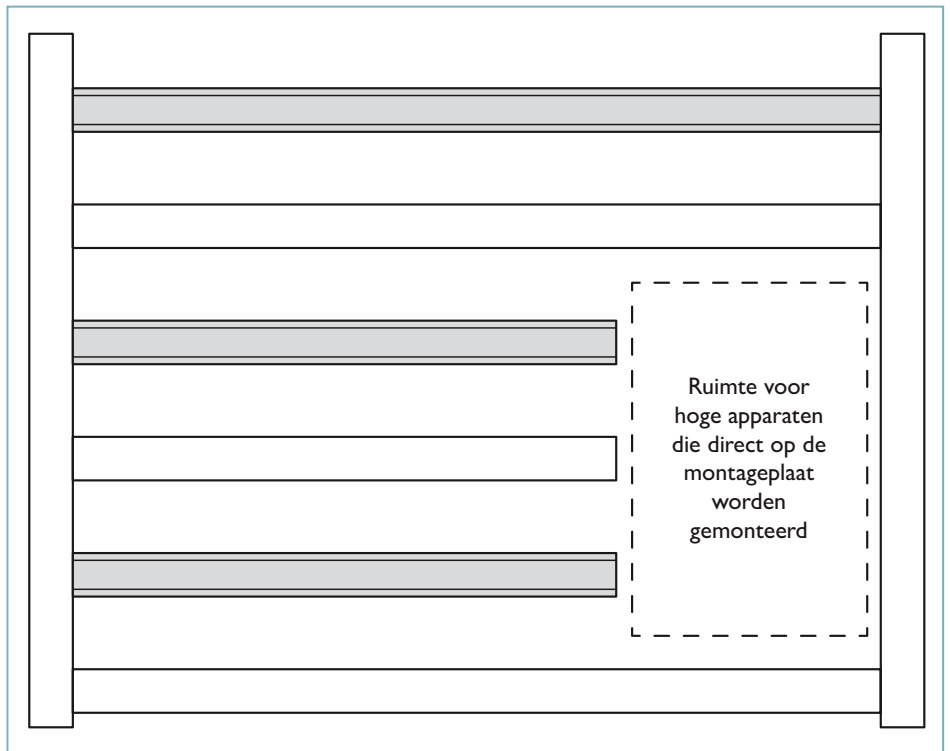 Ruimte voor
hoge apparaten
die direct op de
montageplaat
worden
gemonteerd